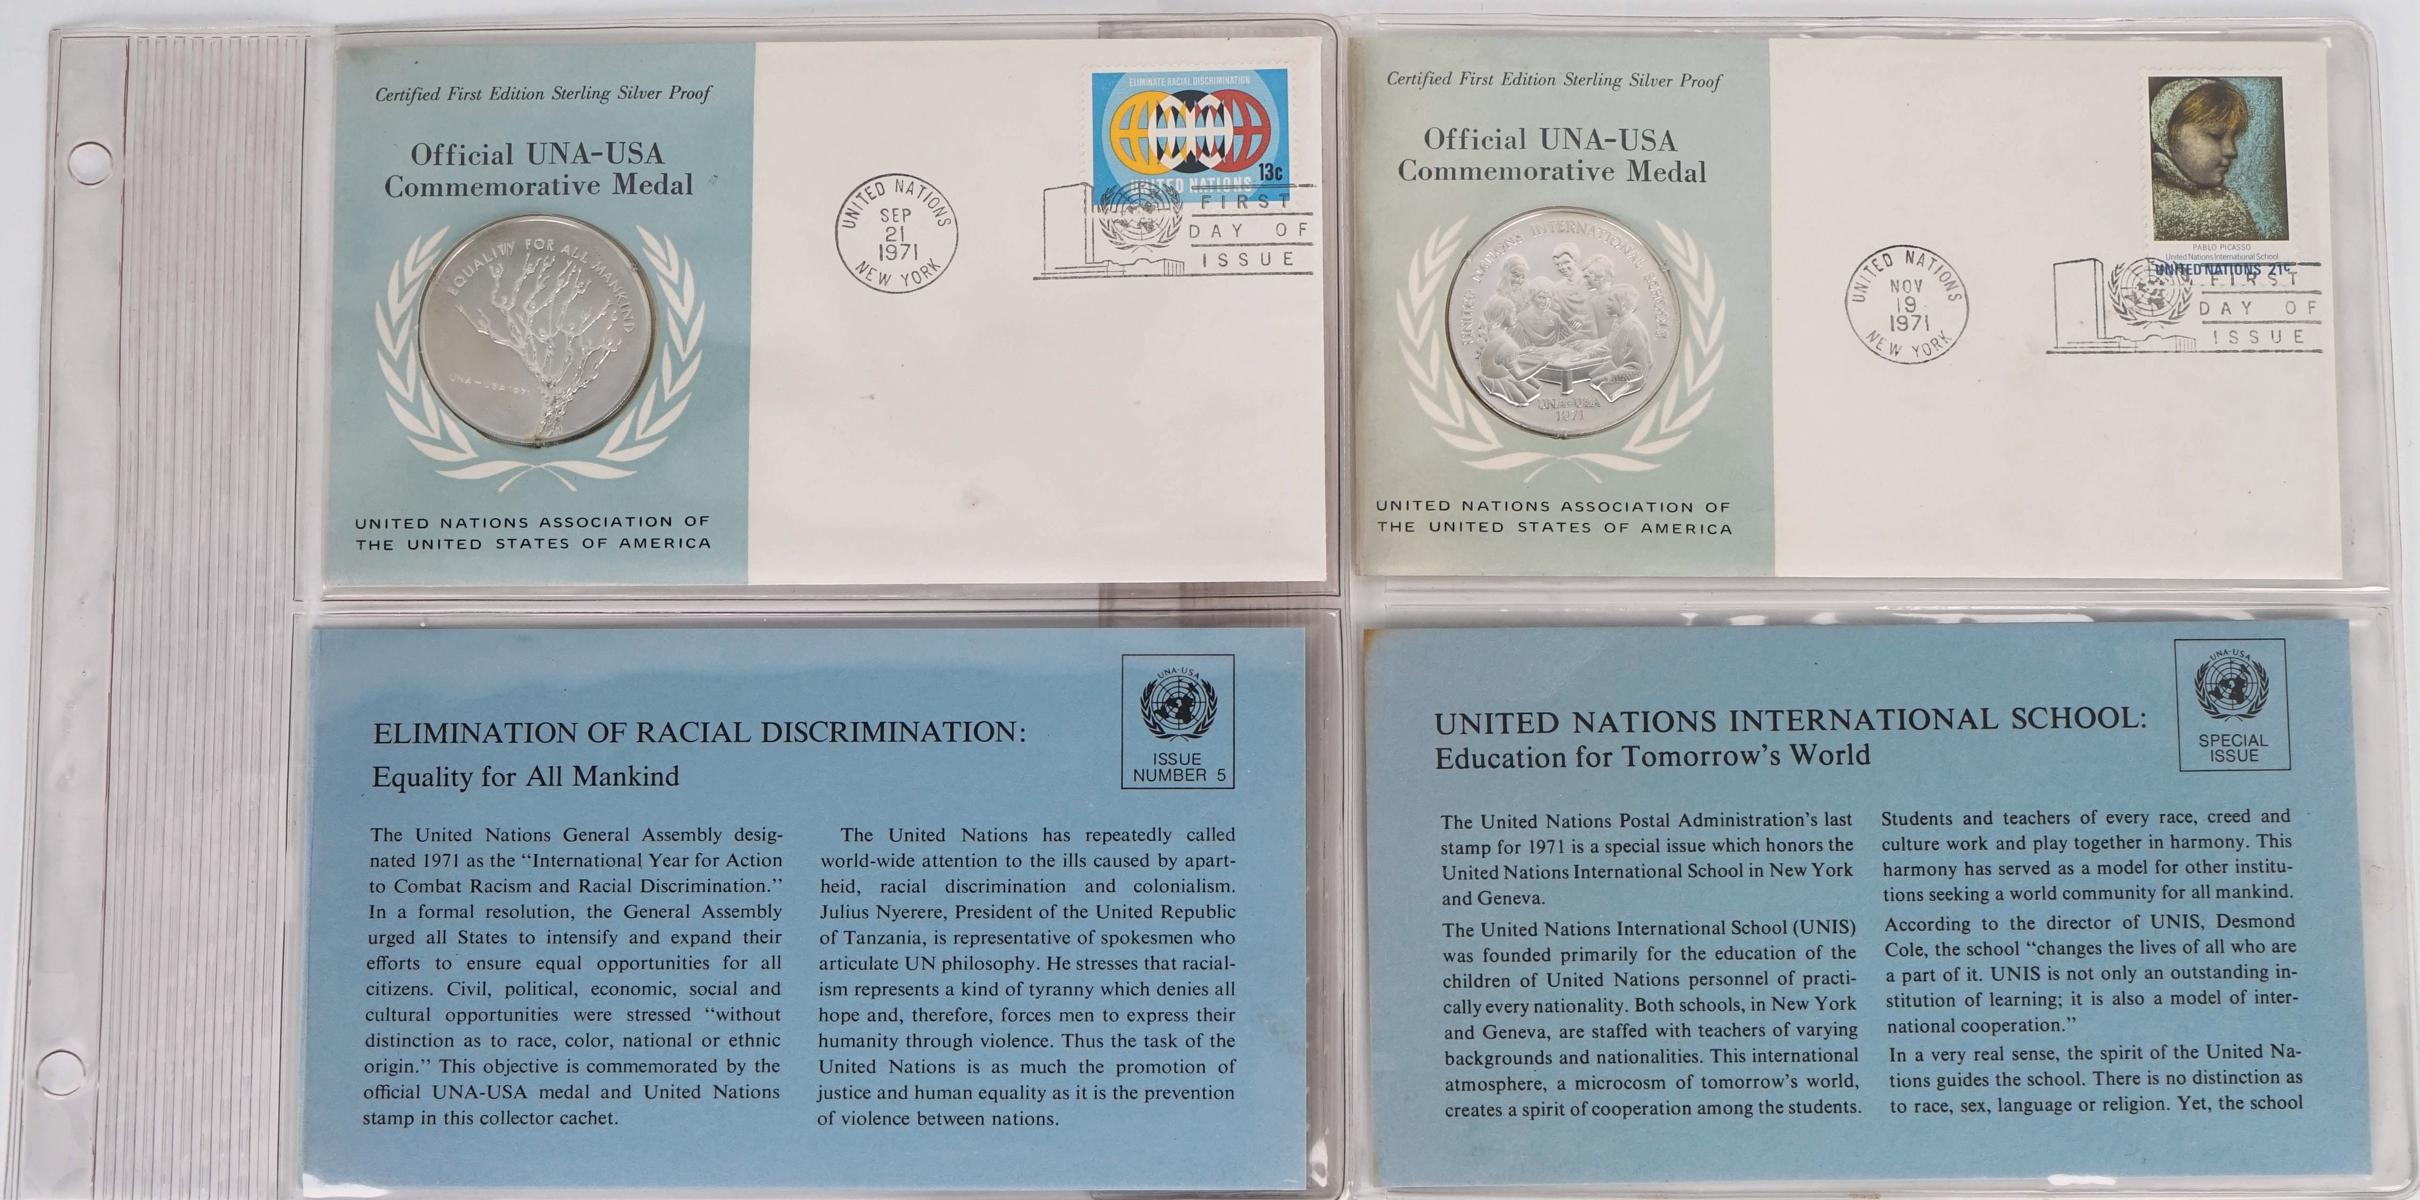 Certified First Edition Sterling Silver Proof
Official UNA-USA
Commemorative Medal
EQUALITY FOR ALL MANKIND
UNA-USA 1971
UNITED NATIONS ASSOCIATION OF
THE UNITED STATES OF AMERICA
UNITED NATIONS
SEP
21
1971
NEW YORK
ELIMINATE RACIAL DISCRIMINATION
13c
UNITED NATIONS
FIRST
DAY OF
ISSUE
Certified First Edition Sterling Silver Proof
Official UNA-USA
Commemorative Medal
UNITED NATIONS INTERNATIONAL SCHOOL
UNA-USA
1971
UNITED NATIONS ASSOCIATION OF
THE UNITED STATES OF AMERICA
UNITED NATIONS
NOV
19
1971
NEW YORK
PABLO PICASSO
United Nations International School
UNITED NATIONS 21c
FIRST
DAY OF
ISSUE
ELIMINATION OF RACIAL DISCRIMINATION:
Equality for All Mankind
UNA-USA
ISSUE
NUMBER 5
The United Nations General Assembly desig-
nated 1971 as the "International Year for Action
to Combat Racism and Racial Discrimination."
In a formal resolution, the General Assembly
urged all States to intensify and expand their
efforts to ensure equal opportunities for all
citizens. Civil, political, economic, social and
cultural opportunities were stressed "without
distinction as to race, color, national or ethnic
origin." This objective is commemorated by the
official UNA-USA medal and United Nations
stamp in this collector cachet.
The United Nations has repeatedly called
world-wide attention to the ills caused by apart-
heid, racial discrimination and colonialism.
Julius Nyerere, President of the United Republic
of Tanzania, is representative of spokesmen who
articulate UN philosophy. He stresses that racial-
ism represents a kind of tyranny which denies all
hope and, therefore, forces men to express their
humanity through violence. Thus the task of the
United Nations is as much the promotion of
justice and human equality as it is the prevention
of violence between nations.
UNITED NATIONS INTERNATIONAL SCHOOL:
Education for Tomorrow's World
UNA-USA
SPECIAL
ISSUE
The United Nations Postal Administration's last
stamp for 1971 is a special issue which honors the
United Nations International School in New York
and Geneva.
The United Nations International School (UNIS)
was founded primarily for the education of the
children of United Nations personnel of practi-
cally every nationality. Both schools, in New York
and Geneva, are staffed with teachers of varying
backgrounds and nationalities. This international
atmosphere, a microcosm of tomorrow's world,
creates a spirit of cooperation among the students.
Students and teachers of every race, creed and
culture work and play together in harmony. This
harmony has served as a model for other institu-
tions seeking a world community for all mankind.
According to the director of UNIS, Desmond
Cole, the school "changes the lives of all who are
a part of it. UNIS is not only an outstanding in-
stitution of learning; it is also a model of inter-
national cooperation."
In a very real sense, the spirit of the United Na-
tions guides the school. There is no distinction as
to race, sex, language or religion. Yet, the school